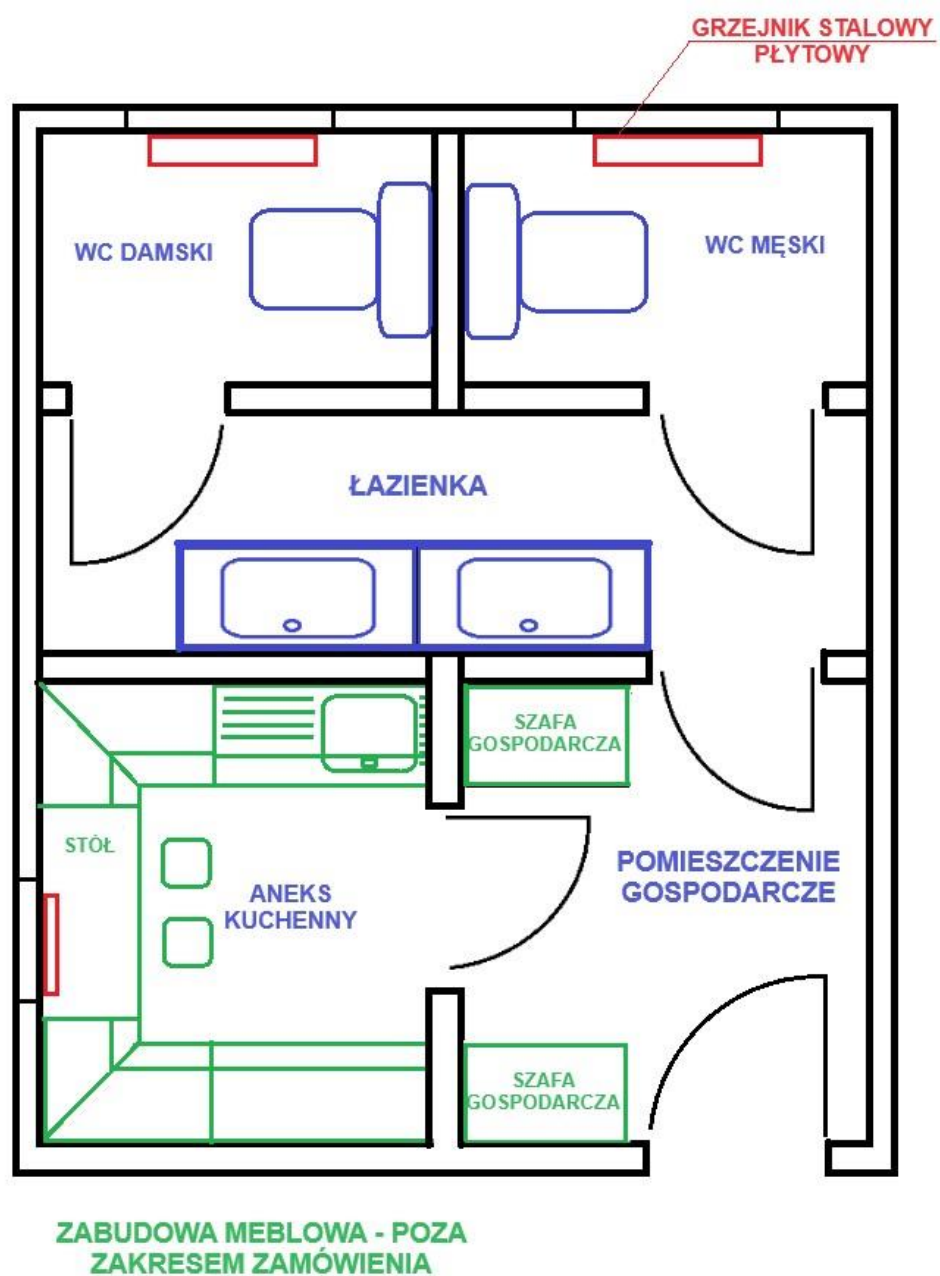 GRZEJNIK STALOWY
PŁYTOWY
WC DAMSKI
WC MĘSKI
ŁAZIENKA
SZAFA
GOSPODARCZA
STÓŁ
ANEKS
KUCHENNY
POMIESZCZENIE
GOSPODARCZE
SZAFA
GOSPODARCZA
ZABUDOWA MEBLOWA - POZA
ZAKRESEM ZAMÓWIENIA